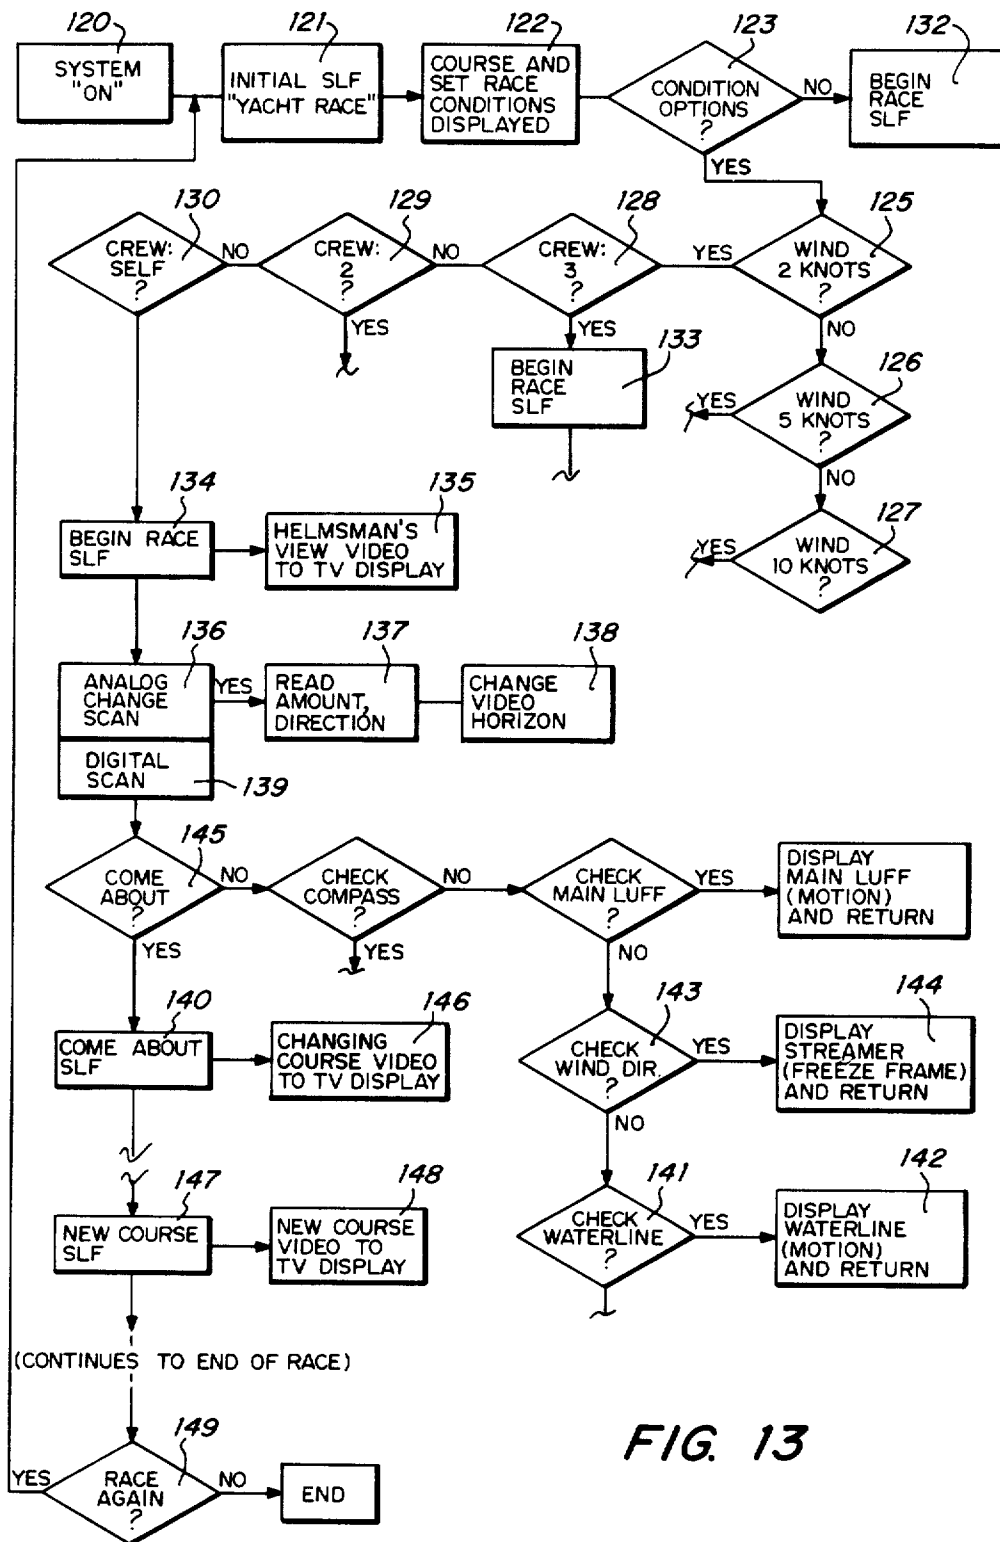 120
121
122
123
132
SYSTEM
"ON"
INITIAL SLF
"YACHT RACE"
COURSE AND
SET RACE
CONDITIONS
DISPLAYED
CONDITION
OPTIONS
?
NO
BEGIN
RACE
SLF
YES
130
129
128
125
CREW:
SELF
?
NO
CREW:
2
?
NO
CREW:
3
?
YES
WIND
2 KNOTS
?
YES
YES
NO
133
BEGIN
RACE
SLF
126
YES
WIND
5 KNOTS
?
NO
134
135
127
BEGIN RACE
SLF
HELMSMAN'S
VIEW VIDEO
TO TV DISPLAY
YES
WIND
10 KNOTS
?
136
137
138
ANALOG
CHANGE
SCAN
YES
READ
AMOUNT,
DIRECTION
CHANGE
VIDEO
HORIZON
DIGITAL
SCAN
139
145
COME
ABOUT
?
NO
CHECK
COMPASS
?
NO
CHECK
MAIN LUFF
?
YES
DISPLAY
MAIN LUFF
(MOTION)
AND RETURN
YES
YES
NO
140
146
143
144
COME ABOUT
SLF
CHANGING
COURSE VIDEO
TO TV DISPLAY
CHECK
WIND DIR.
?
YES
DISPLAY
STREAMER
(FREEZE FRAME)
AND RETURN
NO
147
148
141
142
NEW COURSE
SLF
NEW COURSE
VIDEO TO
TV DISPLAY
CHECK
WATERLINE
?
YES
DISPLAY
WATERLINE
(MOTION)
AND RETURN
(CONTINUES TO END OF RACE)
149
YES
RACE
AGAIN
?
NO
END
FIG. 13